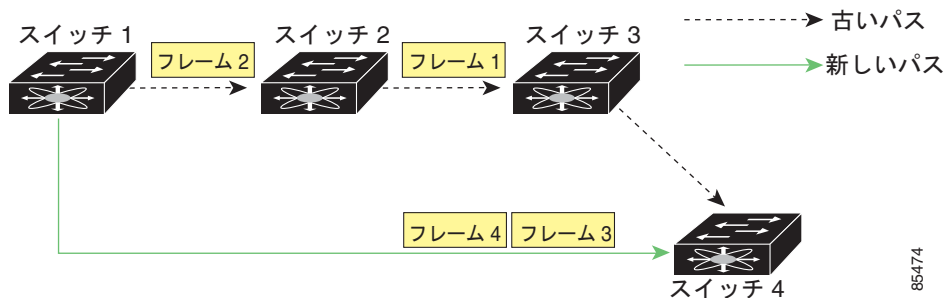 スイッチ 1
スイッチ 2
スイッチ 3
古いパス
新しいパス
フレーム 2
フレーム 1
フレーム 4
フレーム 3
スイッチ 4
85474